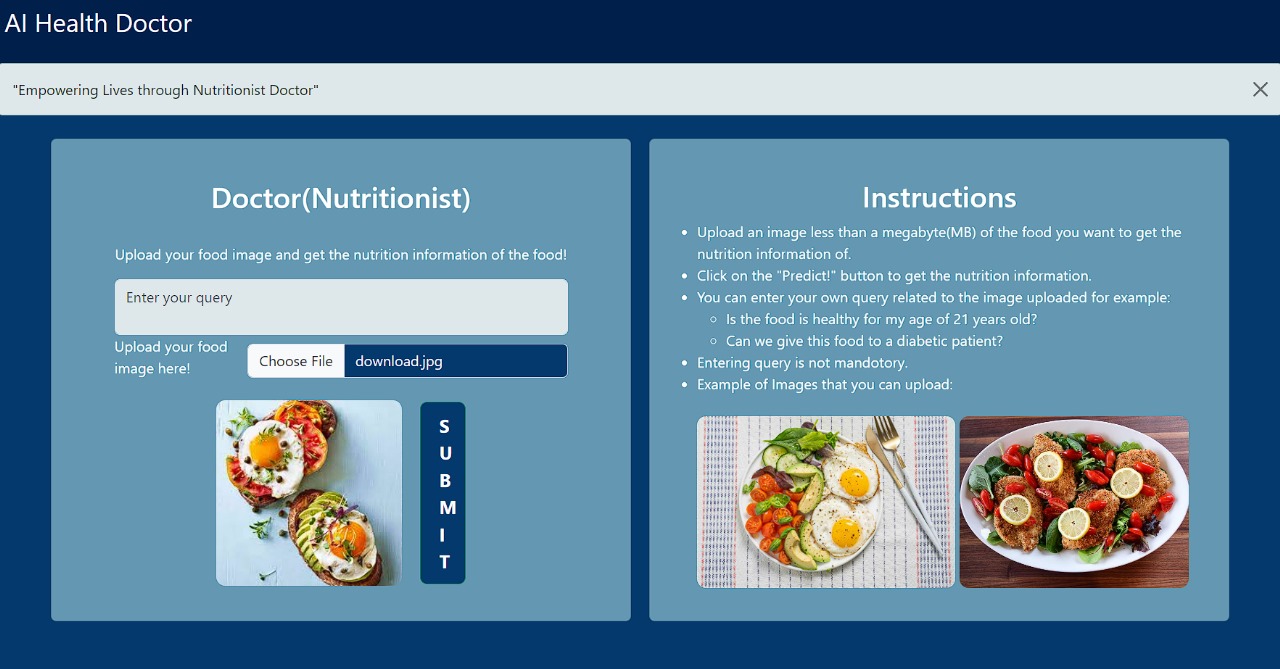 AI Health Doctor
"Empowering Lives through Nutritionist Doctor"
Doctor(Nutritionist)
Upload your food image and get the nutrition information of the food!
Enter your query
Upload your food
image here!
Choose File download.jpg
S
U
B
M
I
T
Instructions
Upload an image less than a megabyte(MB) of the food you want to get the
nutrition information of.
Click on the "Predict!" button to get the nutrition information.
You can enter your own query related to the image uploaded for example:
Is the food is healthy for my age of 21 years old?
Can we give this food to a diabetic patient?
Entering query is not mandotory.
Example of Images that you can upload: